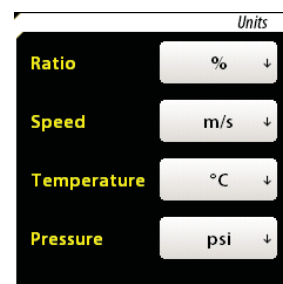 Units
Ratio % ↓
Speed m/s ↓
Temperature °C ↓
Pressure psi ↓